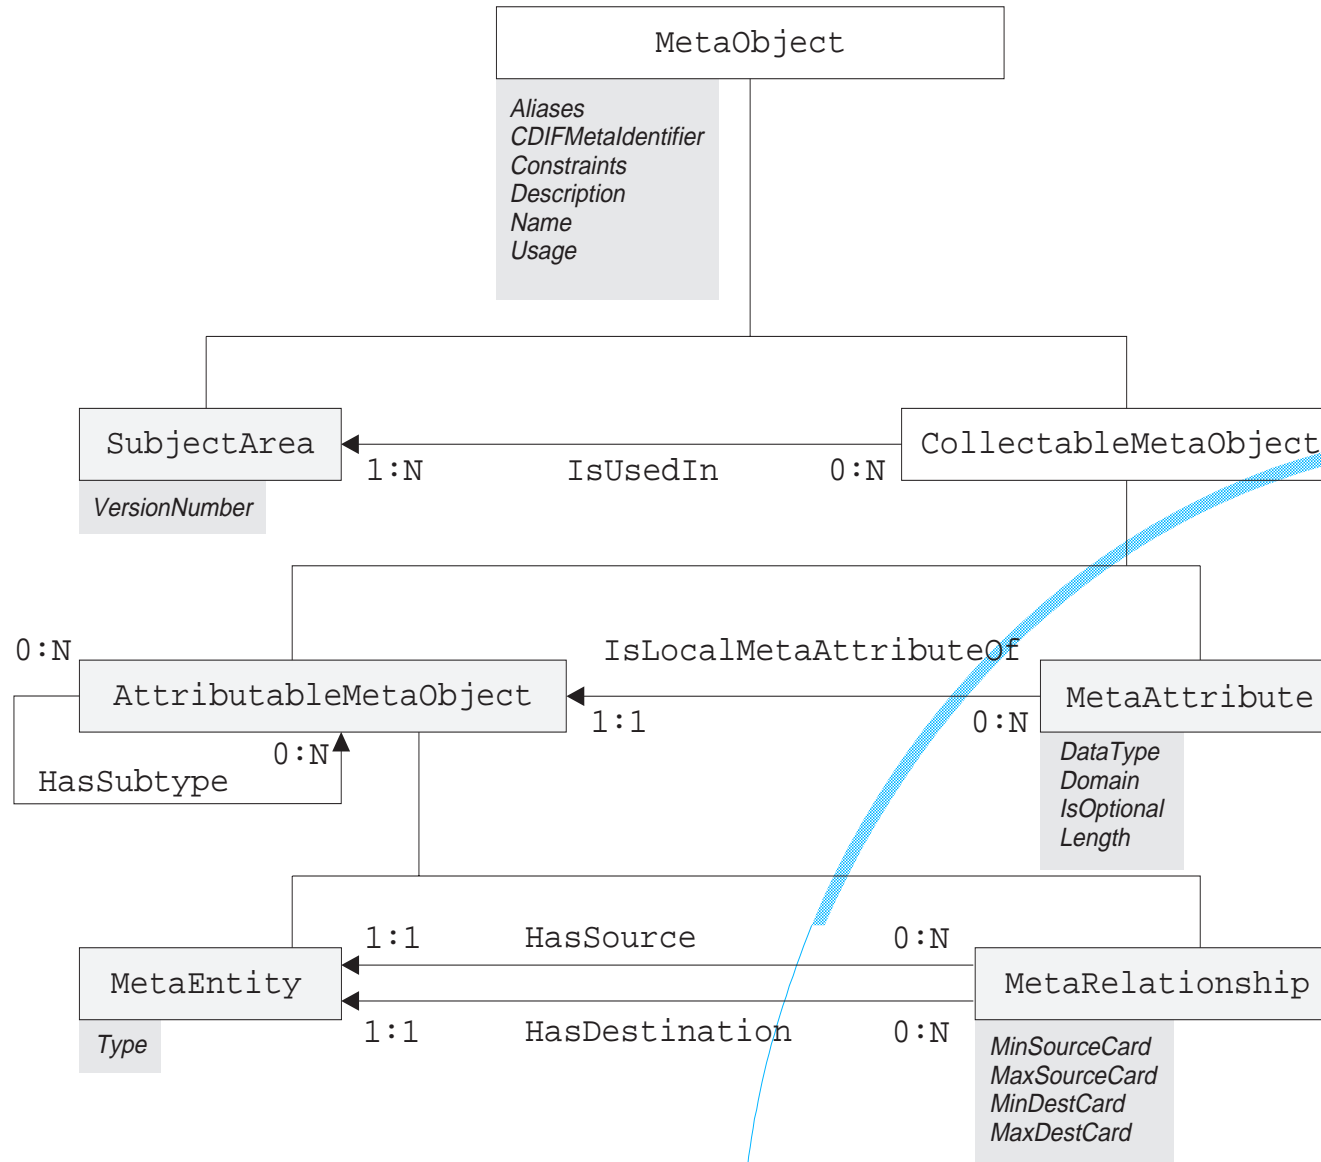 MetaObject
Aliases
CDIFMetaIdentifier
Constraints
Description
Name
Usage
SubjectArea
CollectableMetaObject
1:N IsUsedIn 0:N
VersionNumber
0:N
IsLocalMetaAttributeOf
AttributableMetaObject
MetaAttribute
1:1 0:N
0:N
HasSubtype
DataType
Domain
IsOptional
Length
1:1 HasSource 0:N
MetaEntity
MetaRelationship
1:1 HasDestination 0:N
Type
MinSourceCard
MaxSourceCard
MinDestCard
MaxDestCard